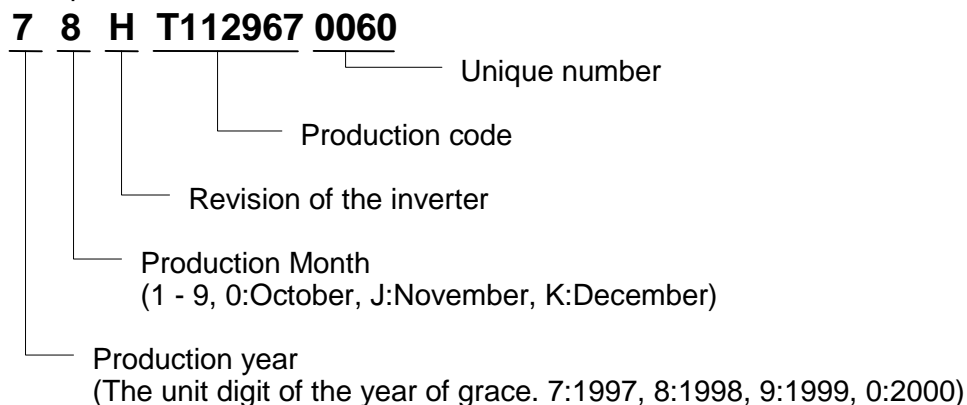 7 8 H T112967 0060
Unique number
Production code
Revision of the inverter
Production Month
(1 - 9, 0:October, J:November, K:December)
Production year
(The unit digit of the year of grace. 7:1997, 8:1998, 9:1999, 0:2000)